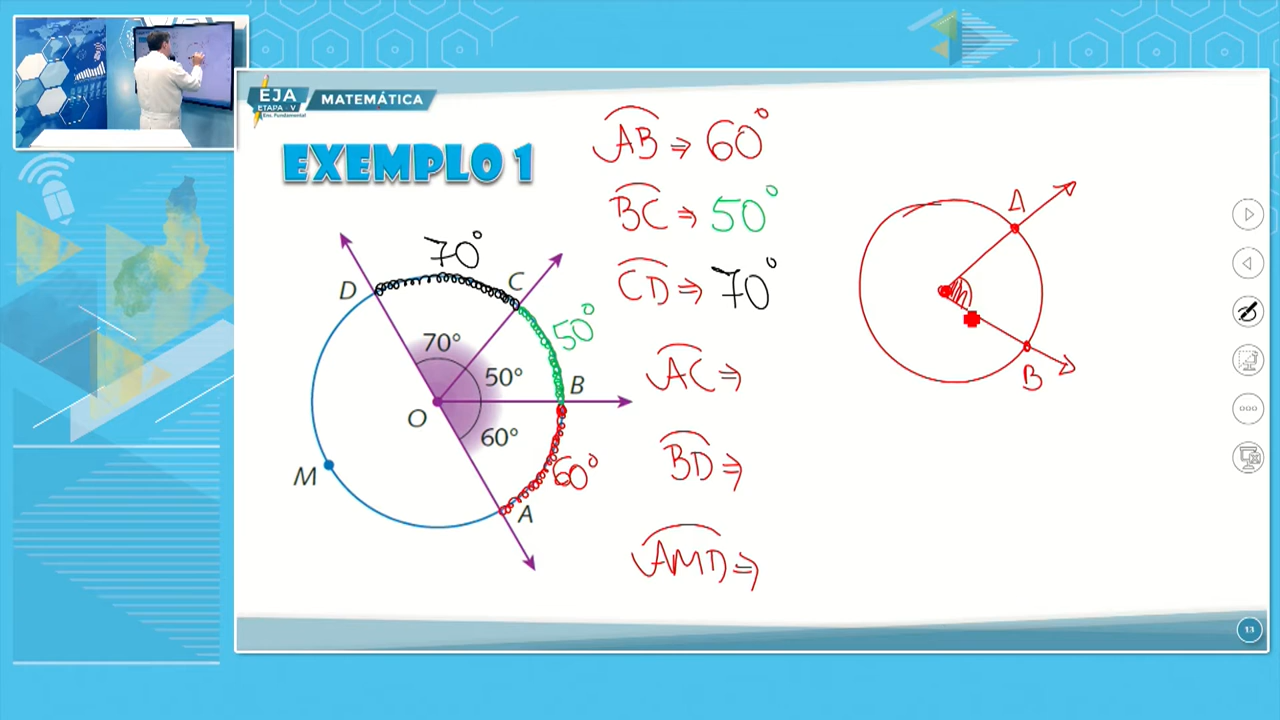 EJA
ETAPA - V
Ens. Fundamental
MATEMÁTICA
EXEMPLO 1
AB ⇒ 60°
BC ⇒ 50°
CD ⇒ 70°
AC ⇒
BD ⇒
AMD ⇒
70°
D
C
70°
50°
50°
B
O
60°
60°
M
A
A
B
13